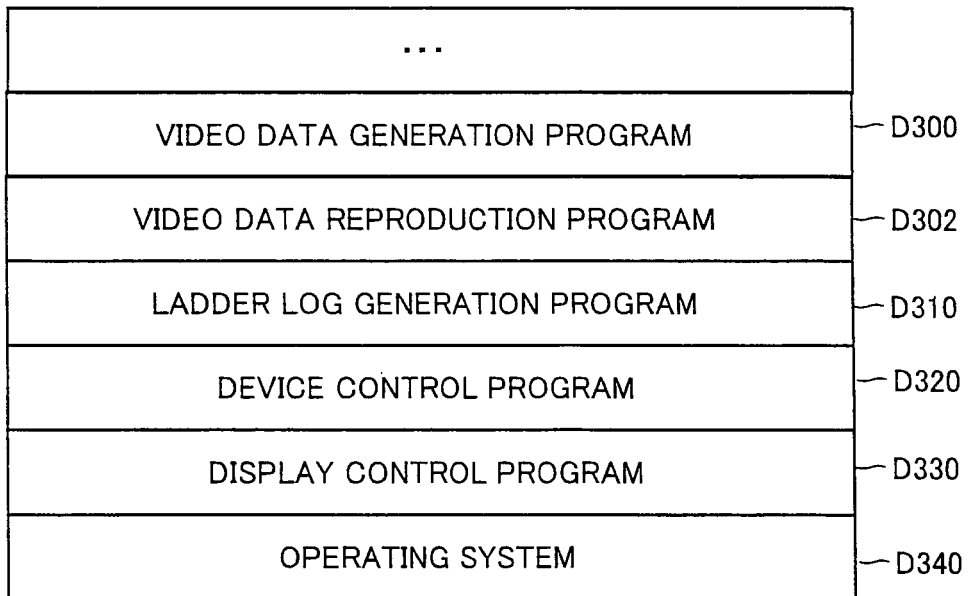 ...
VIDEO DATA GENERATION PROGRAM D300
VIDEO DATA REPRODUCTION PROGRAM D302
LADDER LOG GENERATION PROGRAM D310
DEVICE CONTROL PROGRAM D320
DISPLAY CONTROL PROGRAM D330
OPERATING SYSTEM D340